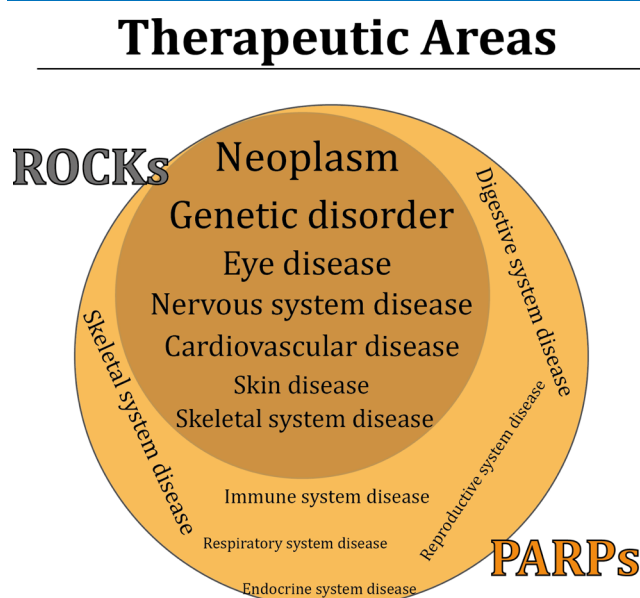 Therapeutic Areas
ROCKs
Neoplasm
Genetic disorder
Eye disease
Nervous system disease
Cardiovascular disease
Skin disease
Skeletal system disease
Digestive system disease
Skeletal system disease
Reproductive system disease
Immune system disease
Respiratory system disease
Endocrine system disease
PARPs